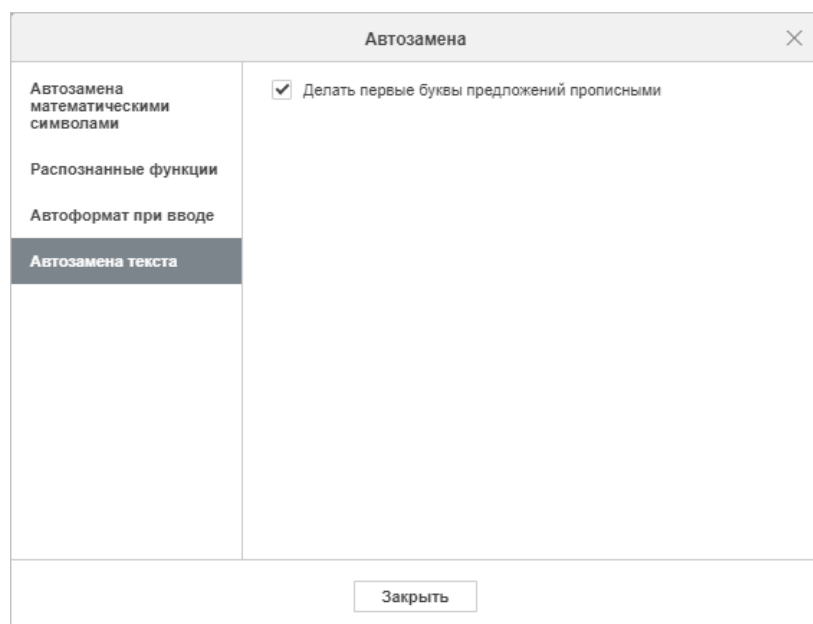 Автозамена
Автозамена
математическими
символами
Распознанные функции
Автоформат при вводе
Автозамена текста
Делать первые буквы предложений прописными
Закрыть